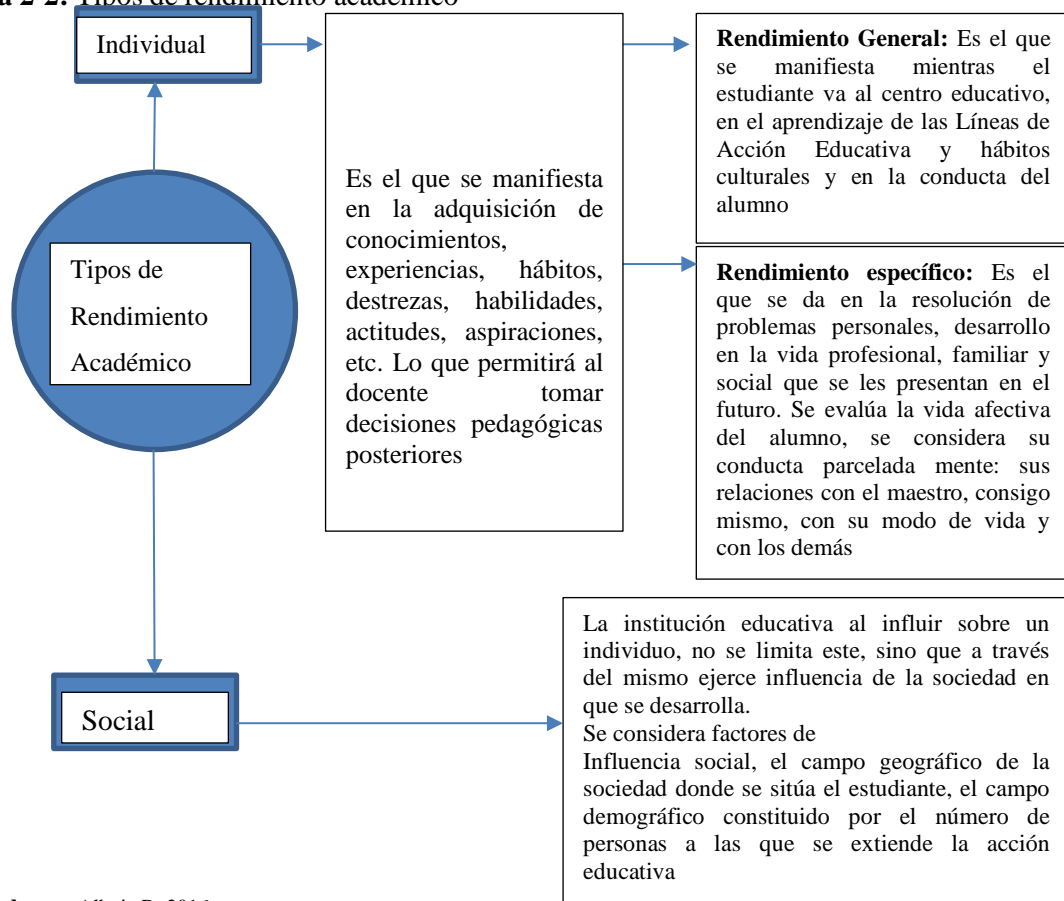 2-2: Tipos de rendimiento académico
Individual
Es el que se manifiesta
en la adquisición de
conocimientos,
experiencias, hábitos,
destrezas, habilidades,
actitudes, aspiraciones,
etc. Lo que permitirá al
docente tomar
decisiones pedagógicas
posteriores
Rendimiento General: Es el que
se manifiesta mientras el
estudiante va al centro educativo,
en el aprendizaje de las Líneas de
Acción Educativa y hábitos
culturales y en la conducta del
alumno
Rendimiento específico: Es el
que se da en la resolución de
problemas personales, desarrollo
en la vida profesional, familiar y
social que se les presentan en el
futuro. Se evalúa la vida afectiva
del alumno, se considera su
conducta parcelada mente: sus
relaciones con el maestro, consigo
mismo, con su modo de vida y
con los demás
Tipos de
Rendimiento
Académico
Social
La institución educativa al influir sobre un
individuo, no se limita este, sino que a través
del mismo ejerce influencia de la sociedad en
que se desarrolla.
Se considera factores de
Influencia social, el campo geográfico de la
sociedad donde se sitúa el estudiante, el campo
demográfico constituido por el número de
personas a las que se extiende la acción
educativa